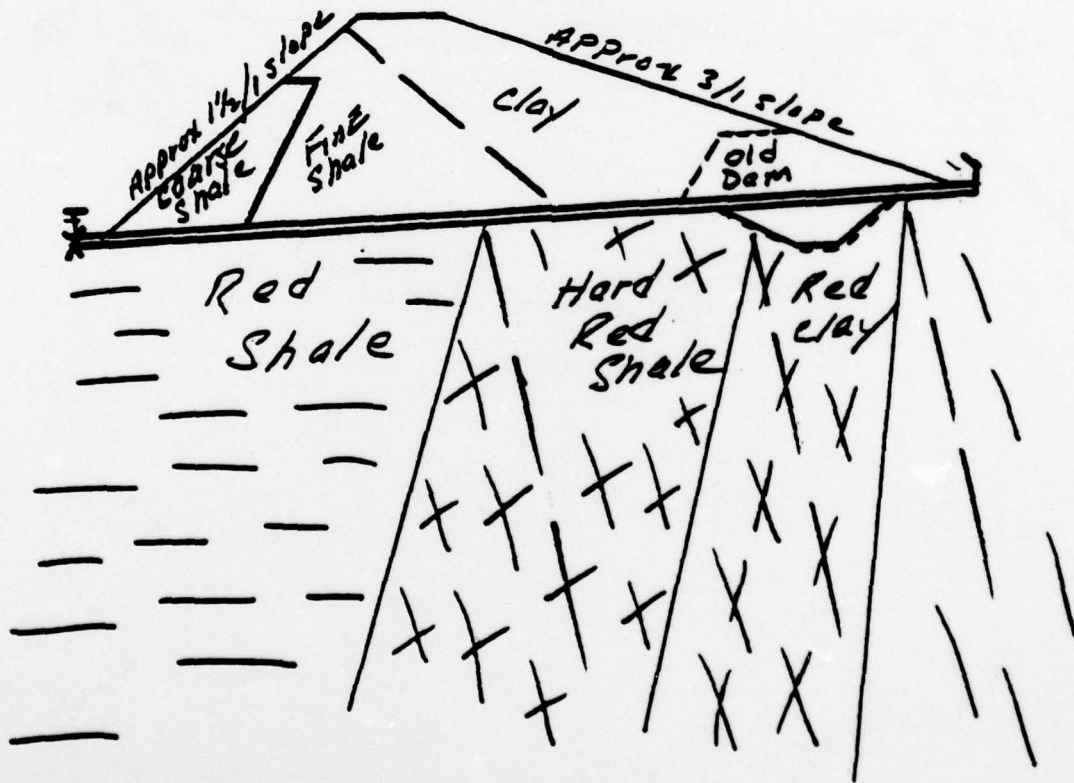 Approx 1½/1 slope
Approx 3/1 slope
Clay
Coarse
Shale
Fine
Shale
Old
Dam
Red
Shale
Hard
Red
Shale
Red
Clay